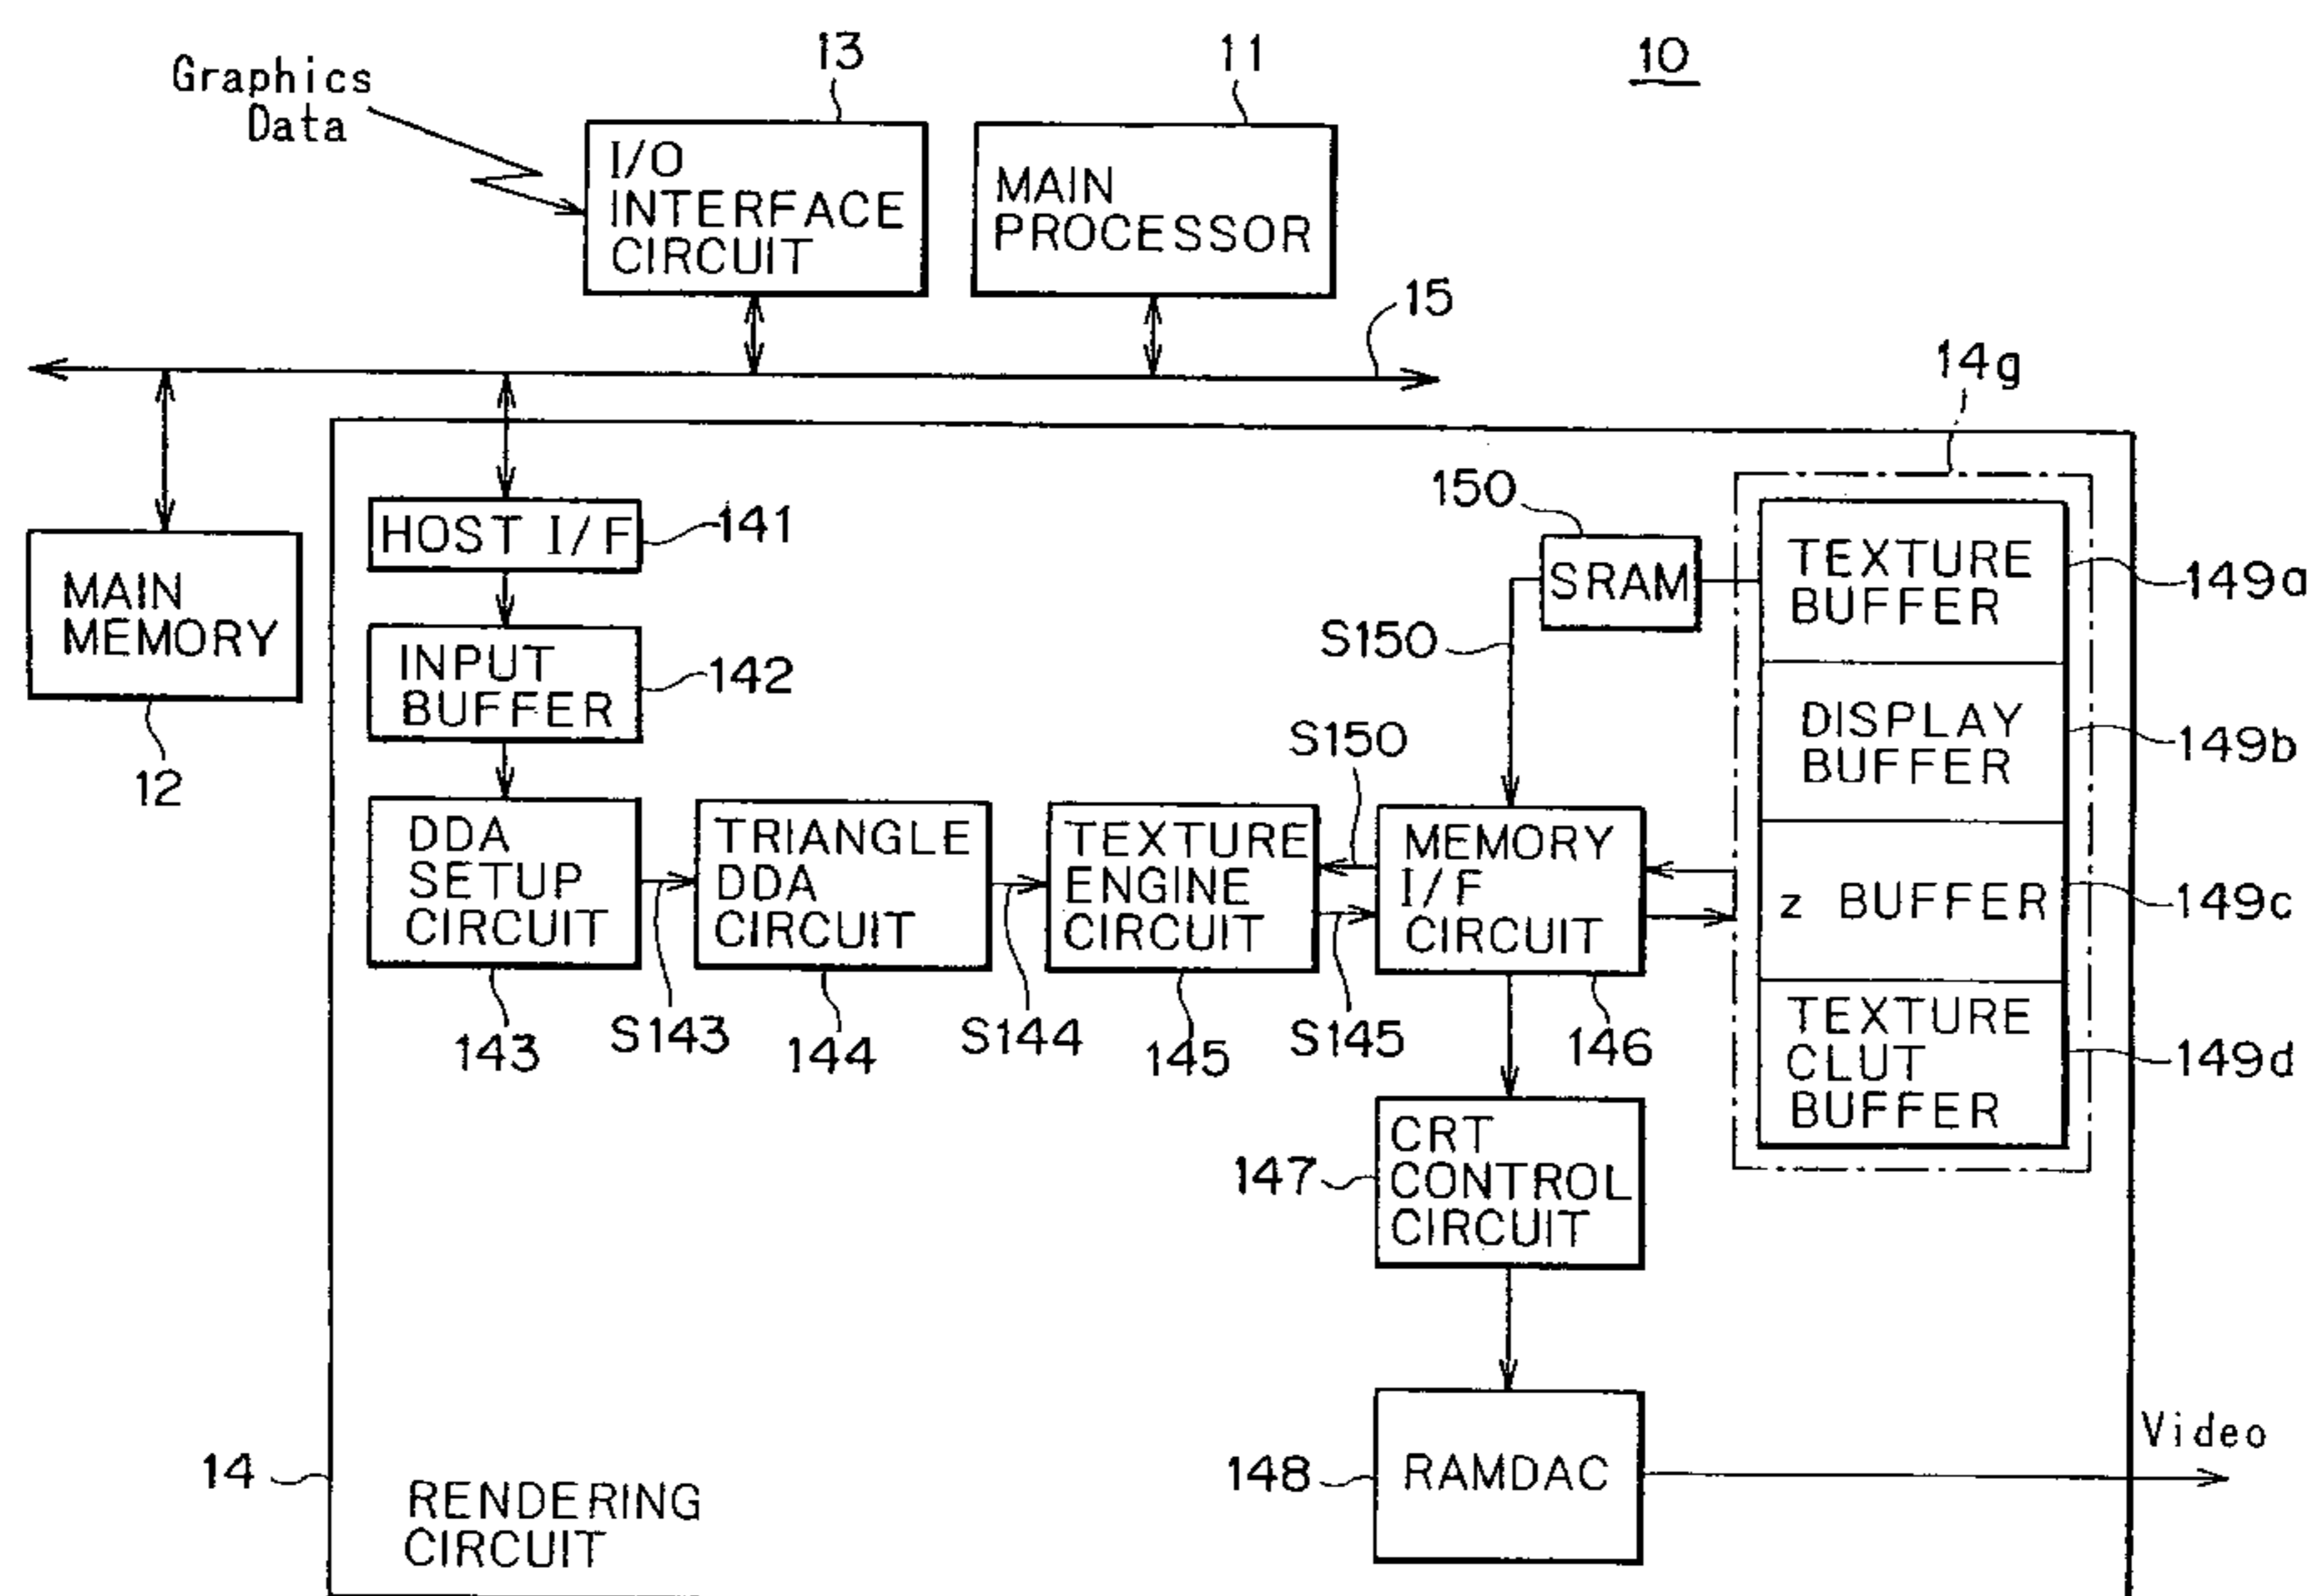 10
Graphics
Data
13
11
I/O
INTERFACE
CIRCUIT
MAIN
PROCESSOR
15
14g
MAIN
MEMORY
12
HOST I/F
141
INPUT
BUFFER
142
150
SRAM
S150
TEXTURE
BUFFER
149a
DISPLAY
BUFFER
149b
z BUFFER
149c
TEXTURE
CLUT
BUFFER
149d
DDA
SETUP
CIRCUIT
143
S143
TRIANGLE
DDA
CIRCUIT
144
S144
TEXTURE
ENGINE
CIRCUIT
145
S150
S145
MEMORY
I/F
CIRCUIT
146
147
CRT
CONTROL
CIRCUIT
148
RAMDAC
Video
14
RENDERING
CIRCUIT